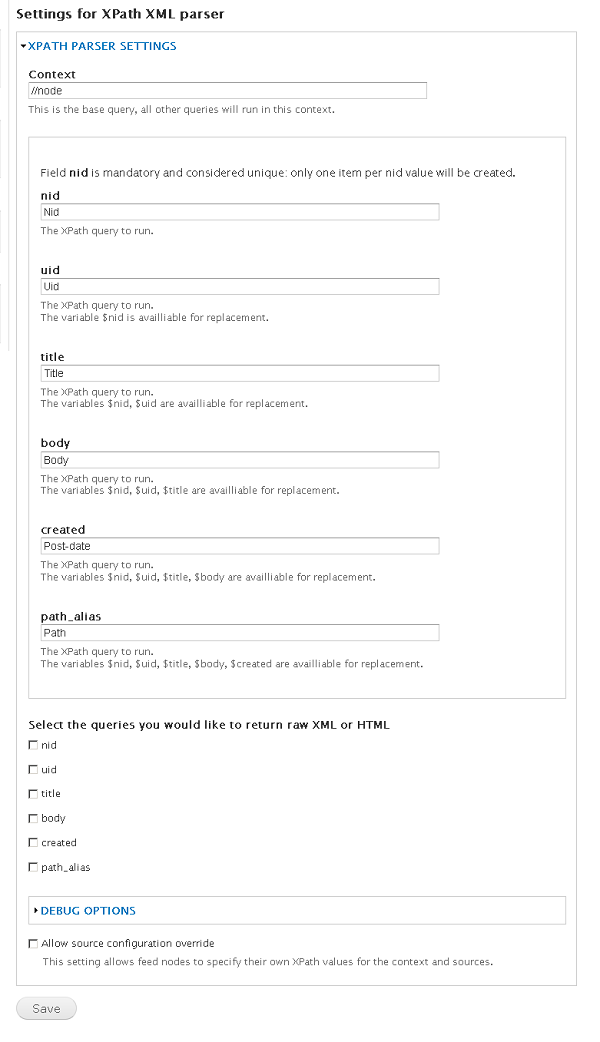 Settings for XPath XML parser
XPATH PARSER SETTINGS
Context
//node
This is the base query, all other queries will run in this context.
Field nid is mandatory and considered unique: only one item per nid value will be created.
nid
Nid
The XPath query to run.
uid
Uid
The XPath query to run.
The variable $nid is availliable for replacement.
title
Title
The XPath query to run.
The variables $nid, $uid are availliable for replacement.
body
Body
The XPath query to run.
The variables $nid, $uid, $title are availliable for replacement.
created
Post-date
The XPath query to run.
The variables $nid, $uid, $title, $body are availliable for replacement.
path_alias
Path
The XPath query to run.
The variables $nid, $uid, $title, $body, $created are availliable for replacement.
Select the queries you would like to return raw XML or HTML
nid
uid
title
body
created
path_alias
DEBUG OPTIONS
Allow source configuration override
This setting allows feed nodes to specify their own XPath values for the context and sources.
Save